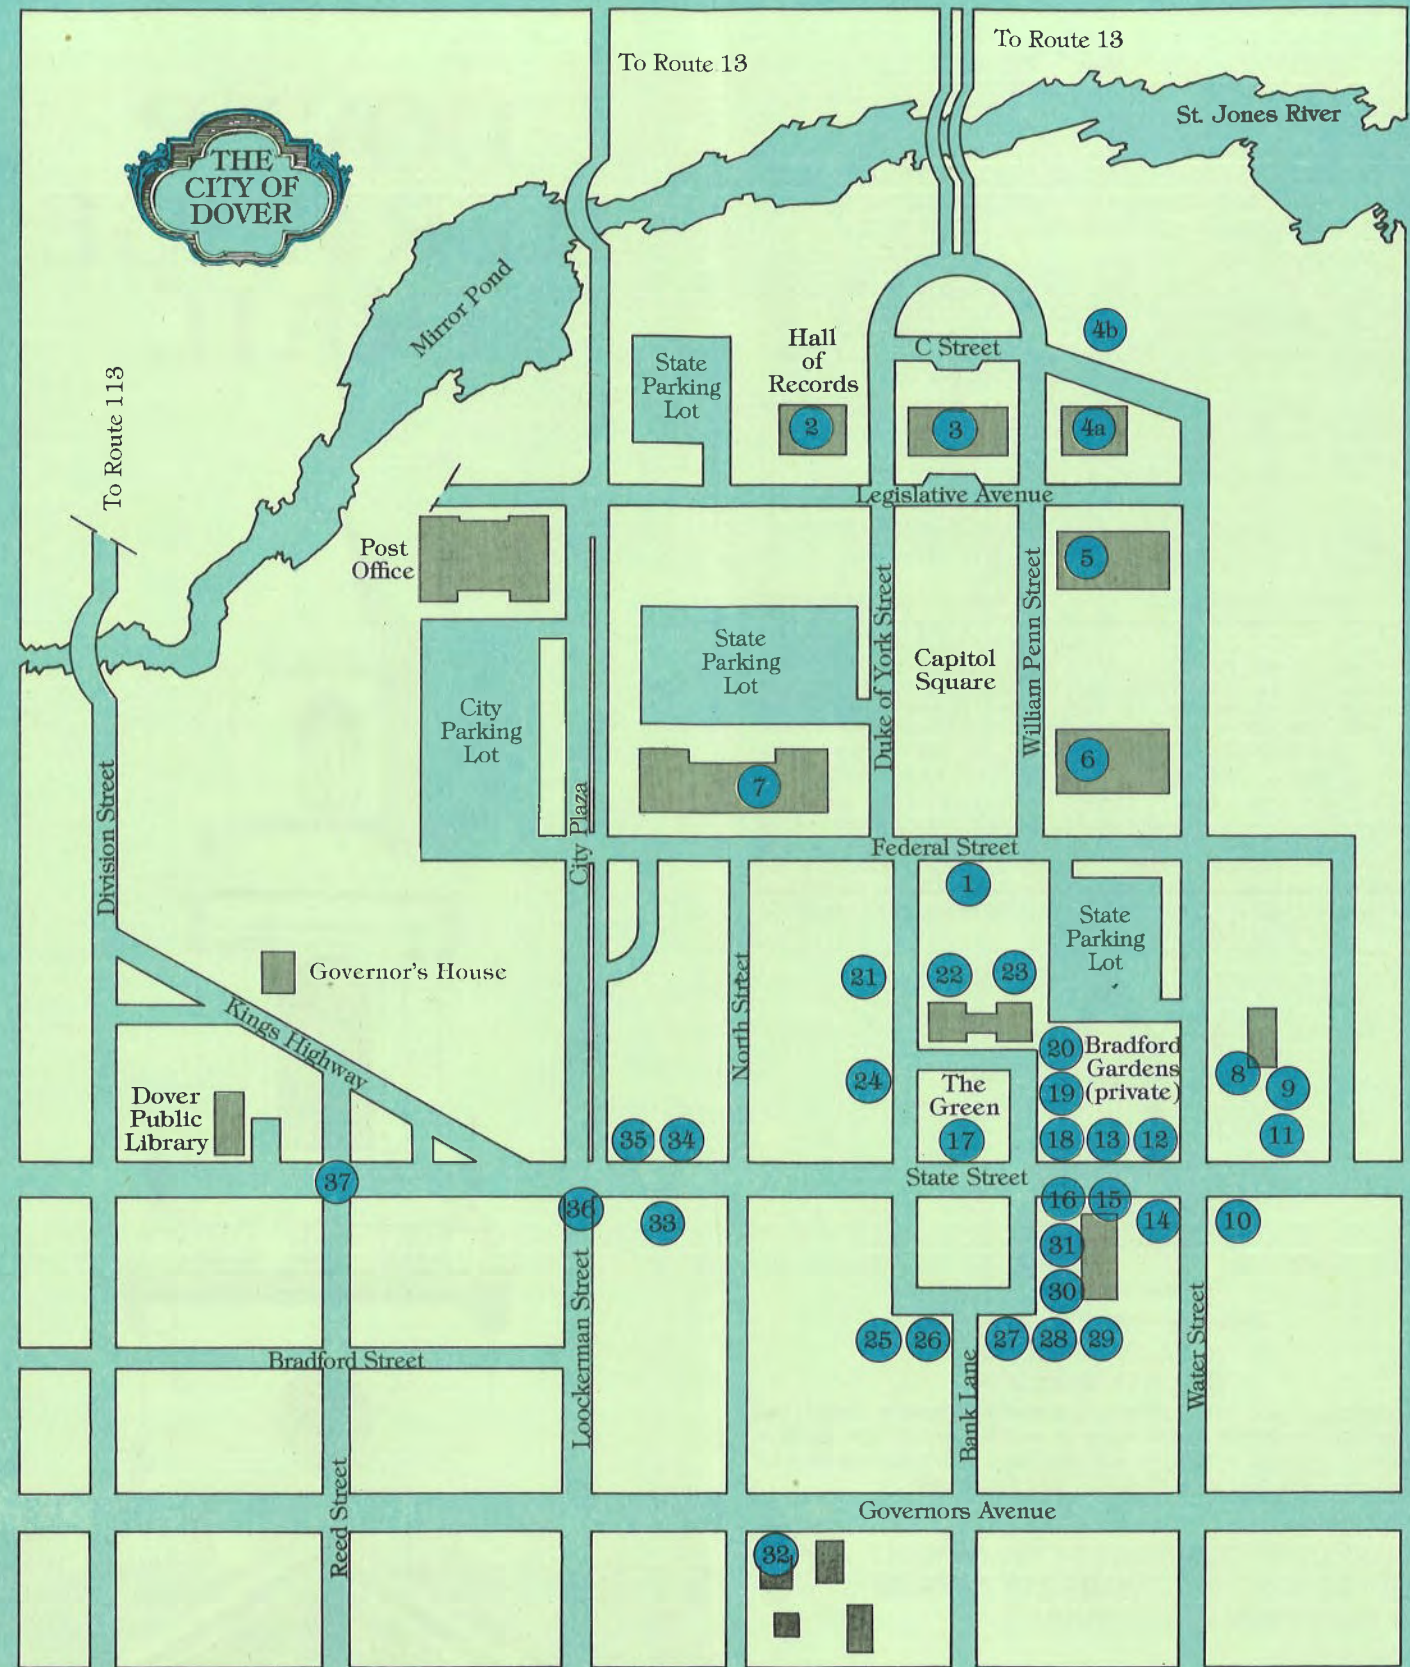 To Route 13
To Route 13
St. Jones River
THE
CITY OF
DOVER
Mirror Pond
4b
Hall
of
Records
C Street
State
Parking
Lot
To Route 113
2
3
4a
Legislative Avenue
Post
Office
5
Duke of York Street
William Penn Street
State
Parking
Lot
Capitol
Square
City
Parking
Lot
6
7
Division Street
City Plaza
Federal Street
1
State
Parking
Lot
Governor's House
21
22
23
North Street
Kings Highway
20
Bradford
Gardens
(private)
8
9
24
The
Green
19
Dover
Public
Library
35
34
17
18
13
12
11
State Street
37
36
33
16
15
14
10
31
30
Loockerman Street
25
26
27
28
29
Water Street
Bradford Street
Bank Lane
Reed Street
Governors Avenue
32